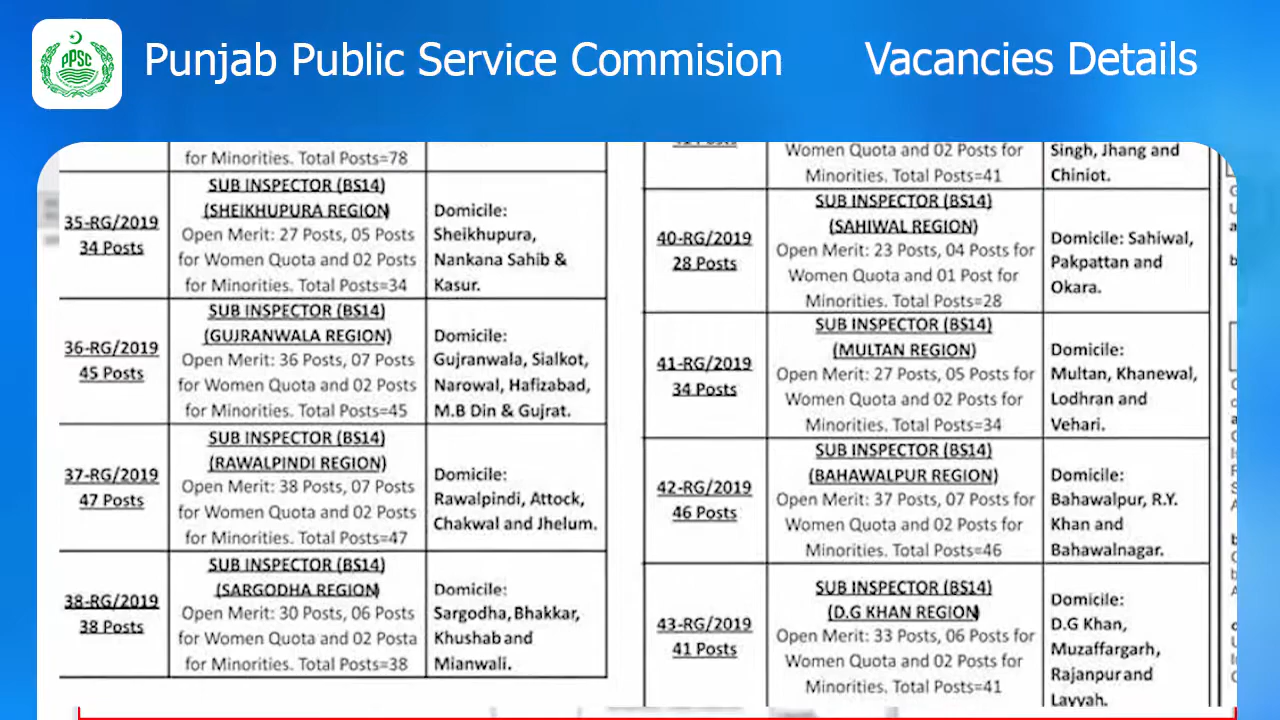 PPSC
Punjab Public Service Commision
Vacancies Details
for Minorities. Total Posts=78
35-RG/2019
34 Posts
SUB INSPECTOR (BS14)
(SHEIKHUPURA REGION)
Open Merit: 27 Posts, 05 Posts
for Women Quota and 02 Posts
for Minorities. Total Posts=34
Domicile:
Sheikhupura,
Nankana Sahib &
Kasur.
36-RG/2019
45 Posts
SUB INSPECTOR (BS14)
(GUJRANWALA REGION)
Open Merit: 36 Posts, 07 Posts
for Women Quota and 02 Posts
for Minorities. Total Posts=45
Domicile:
Gujranwala, Sialkot,
Narowal, Hafizabad,
M.B Din & Gujrat.
37-RG/2019
47 Posts
SUB INSPECTOR (BS14)
(RAWALPINDI REGION)
Open Merit: 38 Posts, 07 Posts
for Women Quota and 02 Posts
for Minorities. Total Posts=47
Domicile:
Rawalpindi, Attock,
Chakwal and Jhelum.
38-RG/2019
38 Posts
SUB INSPECTOR (BS14)
(SARGODHA REGION)
Open Merit: 30 Posts, 06 Posts
for Women Quota and 02 Posta
for Minorities. Total Posts=38
Domicile:
Sargodha, Bhakkar,
Khushab and
Mianwali.
Women Quota and 02 Posts for
Minorities. Total Posts=41
Singh, Jhang and
Chiniot.
40-RG/2019
28 Posts
SUB INSPECTOR (BS14)
(SAHIWAL REGION)
Open Merit: 23 Posts, 04 Posts for
Women Quota and 01 Post for
Minorities. Total Posts=28
Domicile: Sahiwal,
Pakpattan and
Okara.
41-RG/2019
34 Posts
SUB INSPECTOR (BS14)
(MULTAN REGION)
Open Merit: 27 Posts, 05 Posts for
Women Quota and 02 Posts for
Minorities. Total Posts=34
Domicile:
Multan, Khanewal,
Lodhran and
Vehari.
42-RG/2019
46 Posts
SUB INSPECTOR (BS14)
(BAHAWALPUR REGION)
Open Merit: 37 Posts, 07 Posts for
Women Quota and 02 Posts for
Minorities. Total Posts=46
Domicile:
Bahawalpur, R.Y.
Khan and
Bahawalnagar.
43-RG/2019
41 Posts
SUB INSPECTOR (BS14)
(D.G KHAN REGION)
Open Merit: 33 Posts, 06 Posts for
Women Quota and 02 Posts for
Minorities. Total Posts=41
Domicile:
D.G Khan,
Muzaffargarh,
Rajanpur and
Layyah.